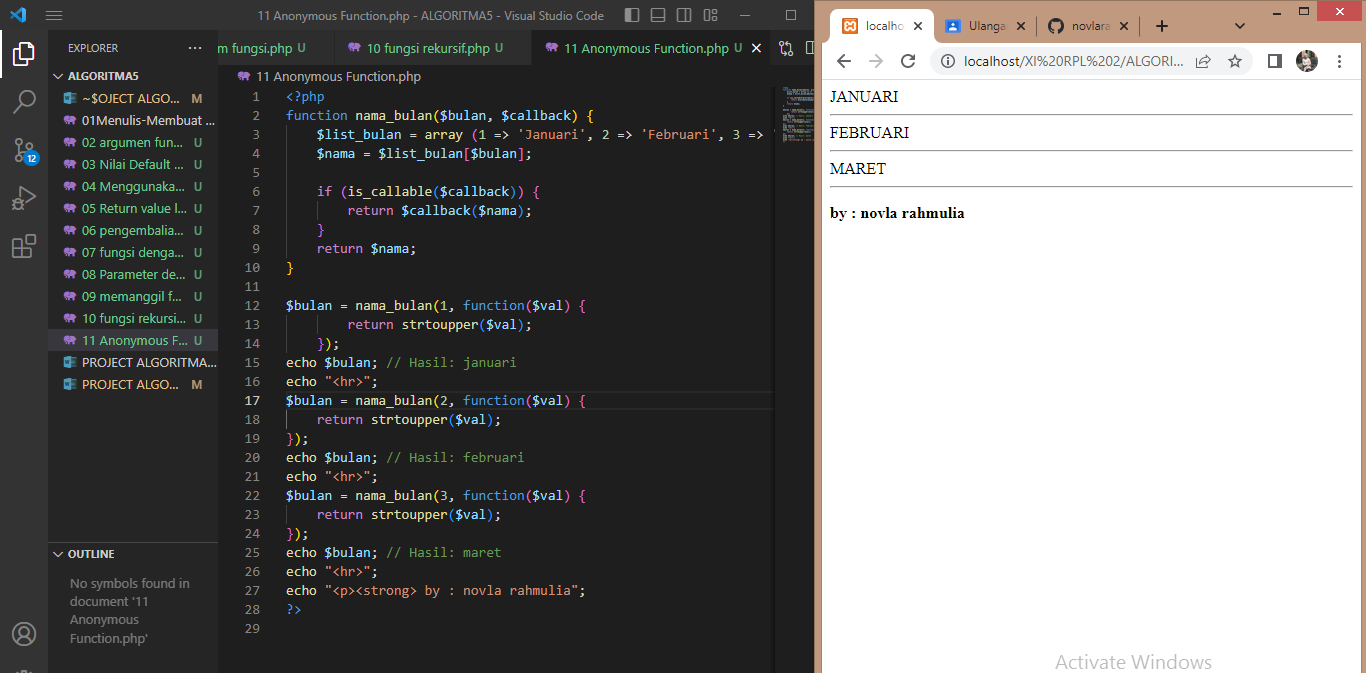 11 Anonymous Function.php - ALGORITMA5 - Visual Studio Code
EXPLORER
ALGORITMA5
~$OJECT ALGO... M
01Menulis-Membuat ...
02 argumen fun... U
03 Nilai Default ... U
04 Menggunaka... U
05 Return value l... U
06 pengembalia... U
07 fungsi denga... U
08 Parameter de... U
09 memanggil f... U
10 fungsi rekursi... U
11 Anonymous F... U
PROJECT ALGORITMA...
PROJECT ALGO... M
12
OUTLINE
No symbols found in
document '11
Anonymous
Function.php'
m fungsi.php U
10 fungsi rekursif.php U
11 Anonymous Function.php U
11 Anonymous Function.php
1 <?php
2 function nama_bulan($bulan, $callback) {
3 $list_bulan = array (1 => 'Januari', 2 => 'Februari', 3 => '
4 $nama = $list_bulan[$bulan];
5
6 if (is_callable($callback)) {
7 return $callback($nama);
8 }
9 return $nama;
10 }
11
12 $bulan = nama_bulan(1, function($val) {
13 return strtoupper($val);
14 });
15 echo $bulan; // Hasil: januari
16 echo "<hr>";
17 $bulan = nama_bulan(2, function($val) {
18 return strtoupper($val);
19 });
20 echo $bulan; // Hasil: februari
21 echo "<hr>";
22 $bulan = nama_bulan(3, function($val) {
23 return strtoupper($val);
24 });
25 echo $bulan; // Hasil: maret
26 echo "<hr>";
27 echo "<p><strong> by : novla rahmulia";
28 ?>
29
localho
Ulanga
novlara
localhost/XI%20RPL%202/ALGORI...
JANUARI
FEBRUARI
MARET
by : novla rahmulia
Activate Windows